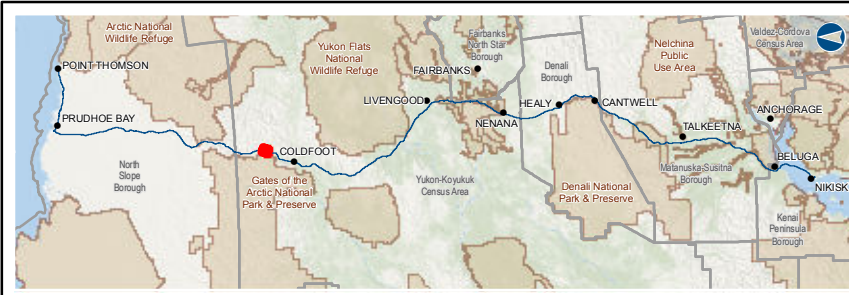 Arctic National
Wildlife Refuge
POINT THOMSON
PRUDHOE BAY
North
Slope
Borough
COLDFOOT
Gates of the
Arctic National
Park & Preserve
Yukon Flats
National
Wildlife Refuge
LIVENGOOD
Yukon-Koyukuk
Census Area
Fairbanks
North Star
Borough
FAIRBANKS
NENANA
Denali
Borough
HEALY
CANTWELL
Denali National
Park & Preserve
Nelchina
Public
Use Area
TALKEETNA
Matanuska-Susitna
Borough
Valdez-Cordova
Census Area
ANCHORAGE
BELUGA
NIKISK
Kenai
Peninsula
Borough